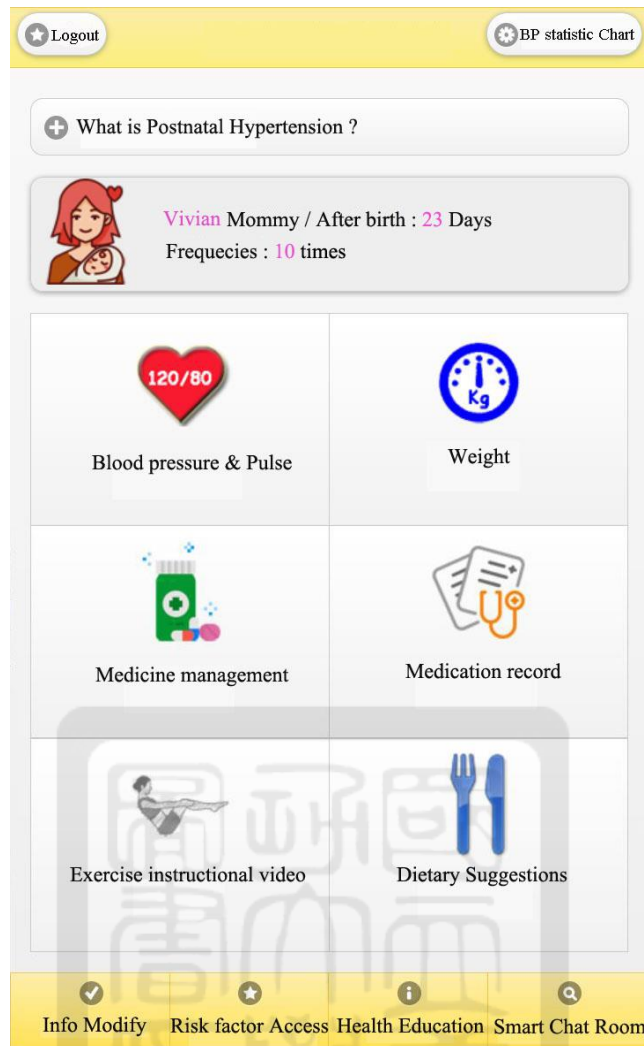 Logout
BP statistic Chart
What is Postnatal Hypertension ?
Vivian Mommy / After birth : 23 Days
Frequecies : 10 times
120/80
Blood pressure & Pulse
Kg
Weight
Medicine management
Medication record
Exercise instructional video
Dietary Suggestions
Info Modify
Risk factor Access
Health Education
Smart Chat Room